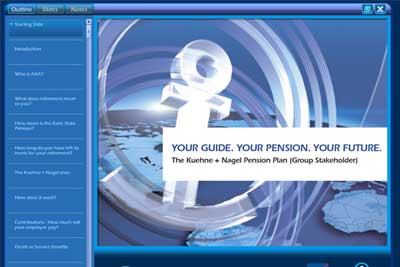 Outline Slides Notes
Starting Slide
Introduction
Who is AXA?
What does retirement mean
to you?
How much is the Basic State
Pension?
How long do you have left to
invest for your retirement?
The Kuehne + Nagel plan
How does it work?
Contributions - How much will
your employer pay?
Death in Service Benefits
YOUR GUIDE. YOUR PENSION. YOUR FUTURE.
The Kuehne + Nagel Pension Plan (Group Stakeholder)